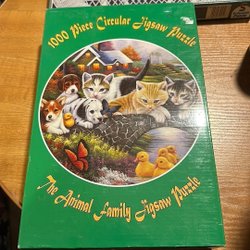 1000 Piece Circular Jigsaw Puzzle
The Animal Family Jigsaw Puzzle